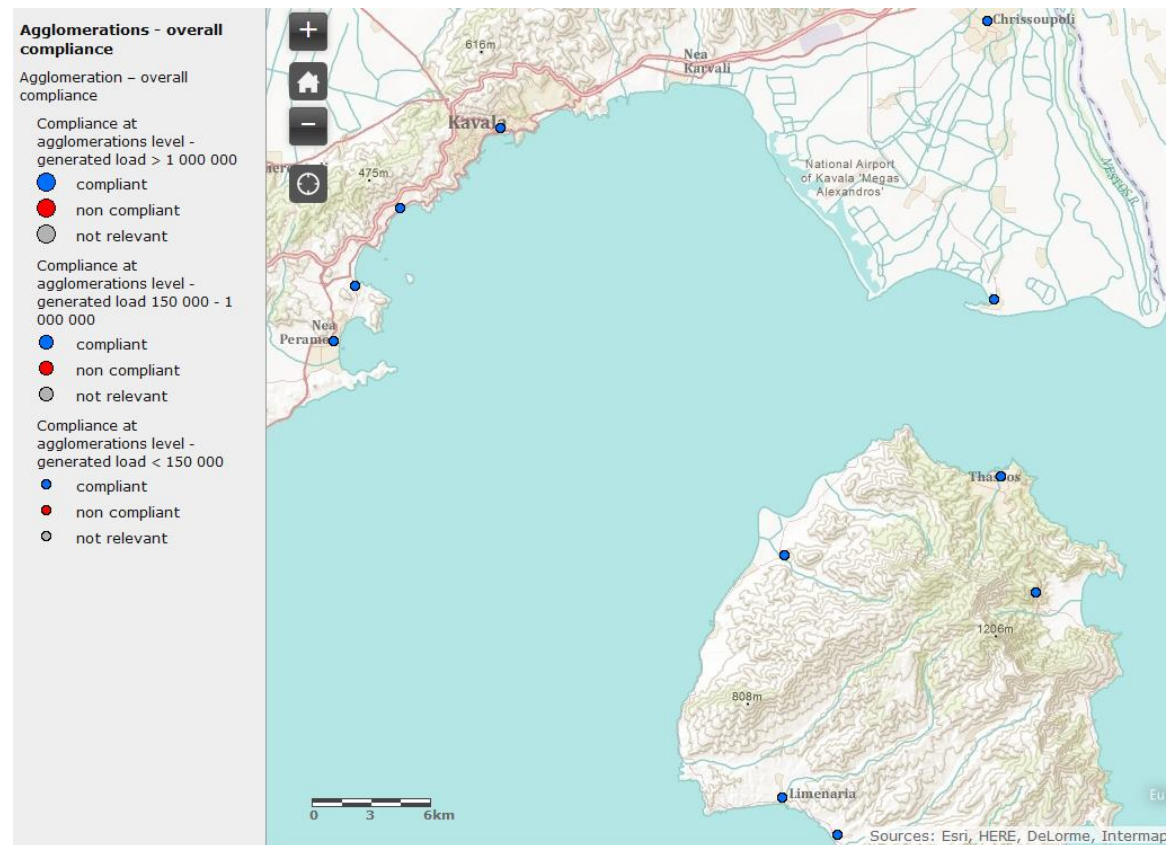 Agglomerations - overall
compliance
Agglomeration – overall
compliance
Compliance at
agglomerations level -
generated load > 1 000 000
compliant
non compliant
not relevant
Compliance at
agglomerations level -
generated load 150 000 - 1
000 000
compliant
non compliant
not relevant
Compliance at
agglomerations level -
generated load < 150 000
compliant
non compliant
not relevant
+
−
Chrissoupoli
616m
Nea
Karvali
Kavala
475m
National Airport
of Kavala 'Megas
Alexandros'
NESTOS R.
Nea
Peramos
Thassos
1206m
808m
Limenaria
0 3 6km
Eu
Sources: Esri, HERE, DeLorme, Intermap